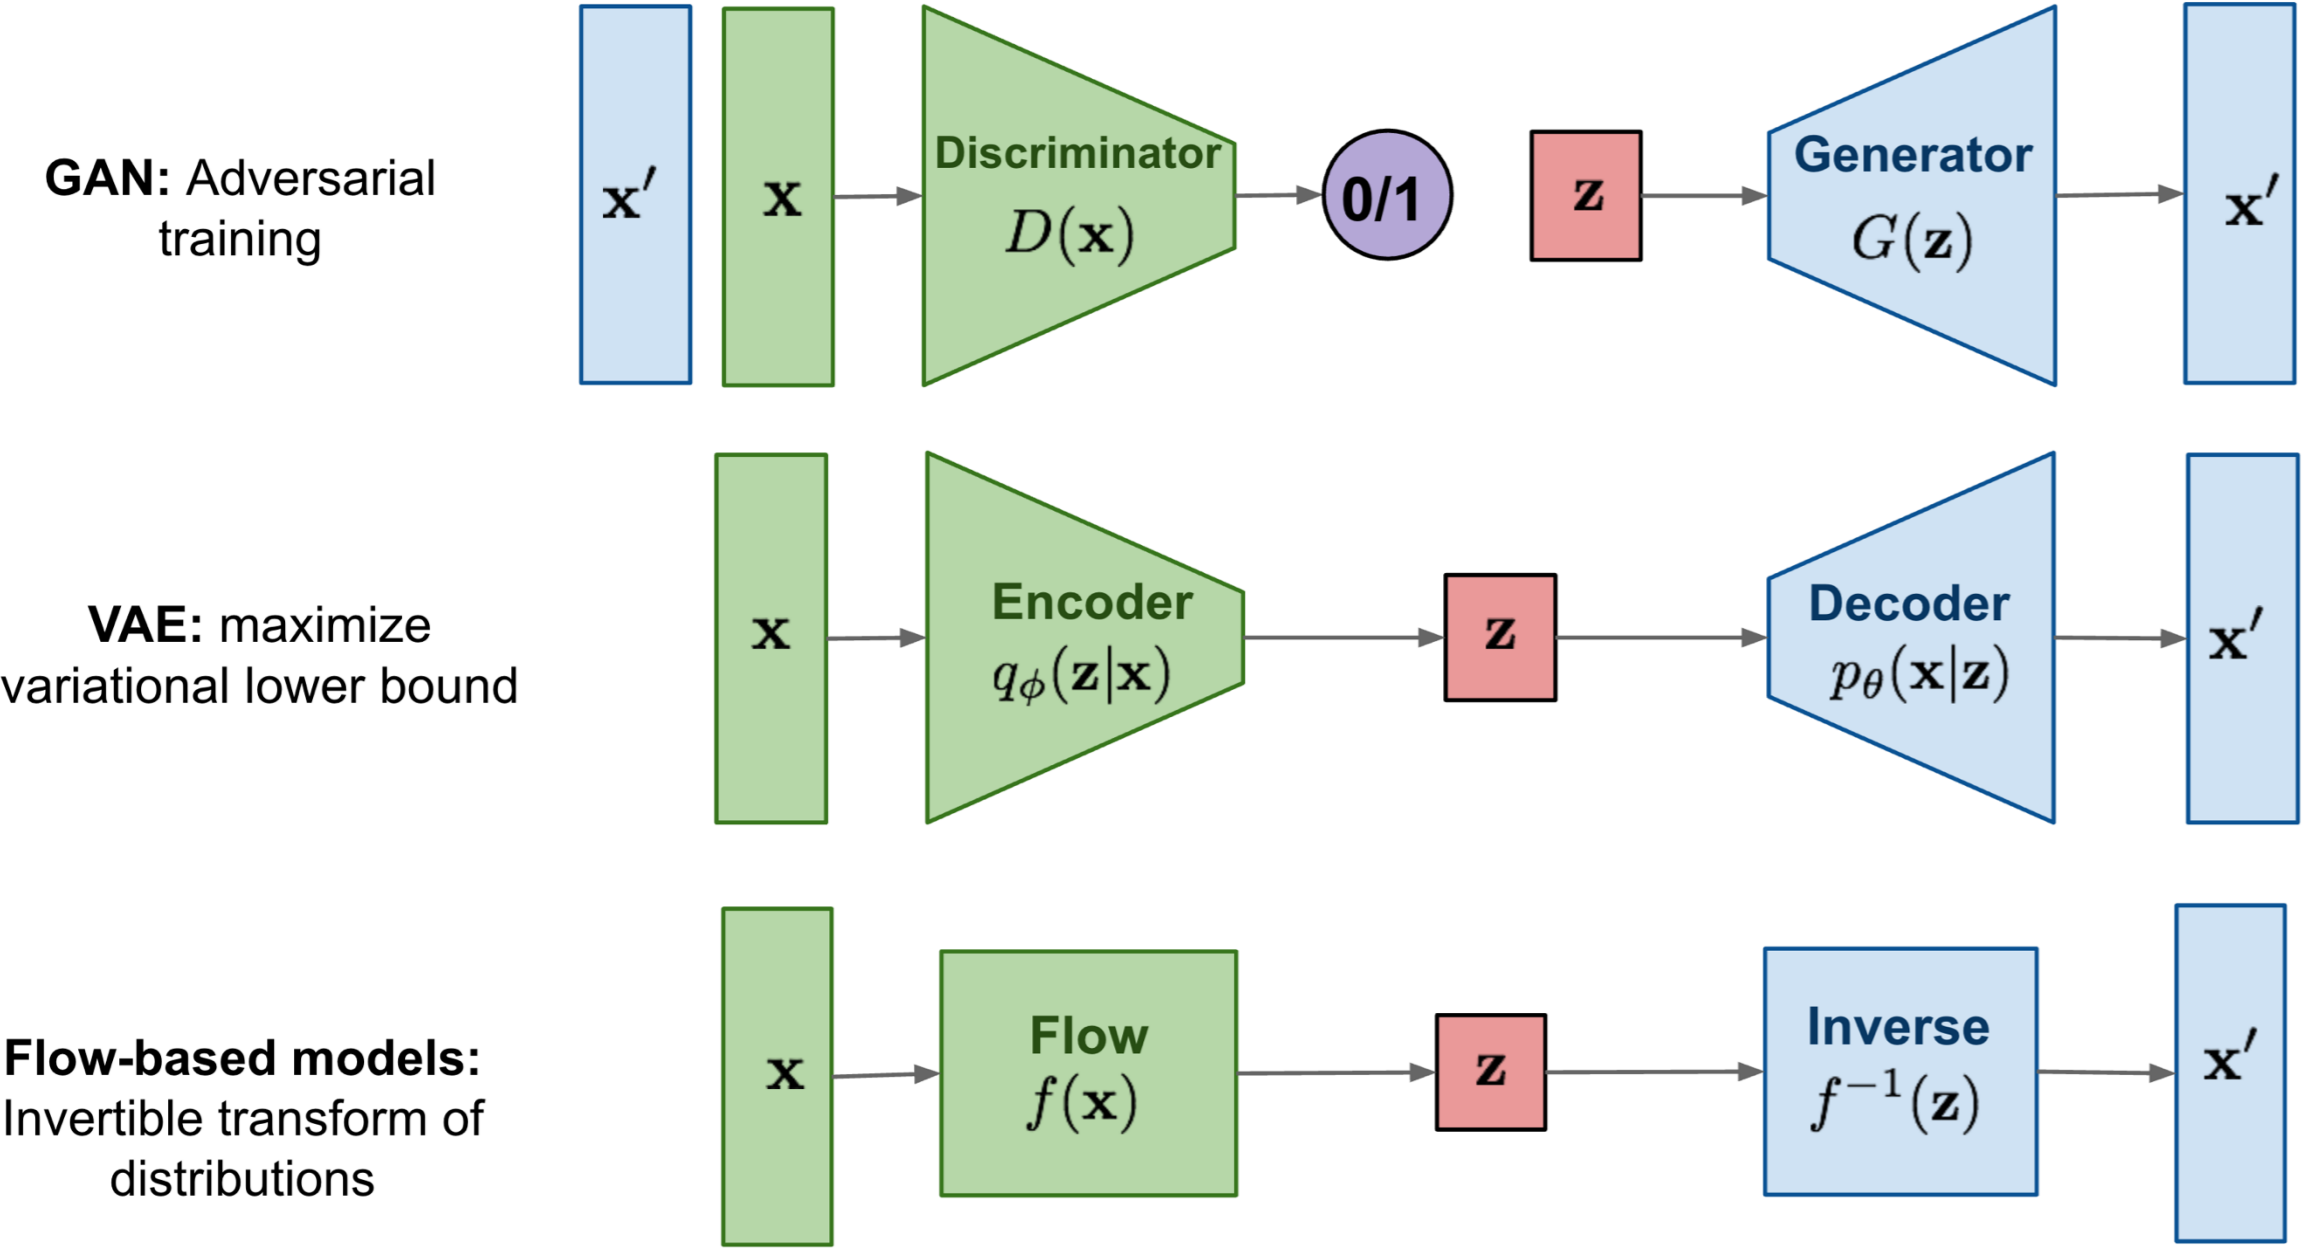 GAN: Adversarial
training
x′
x
Discriminator
D(x)
0/1
z
Generator
G(z)
x′
VAE: maximize
variational lower bound
x
Encoder
qϕ(z|x)
z
Decoder
pθ(x|z)
x′
Flow-based models:
Invertible transform of
distributions
x
Flow
f(x)
z
Inverse
f⁻¹(z)
x′